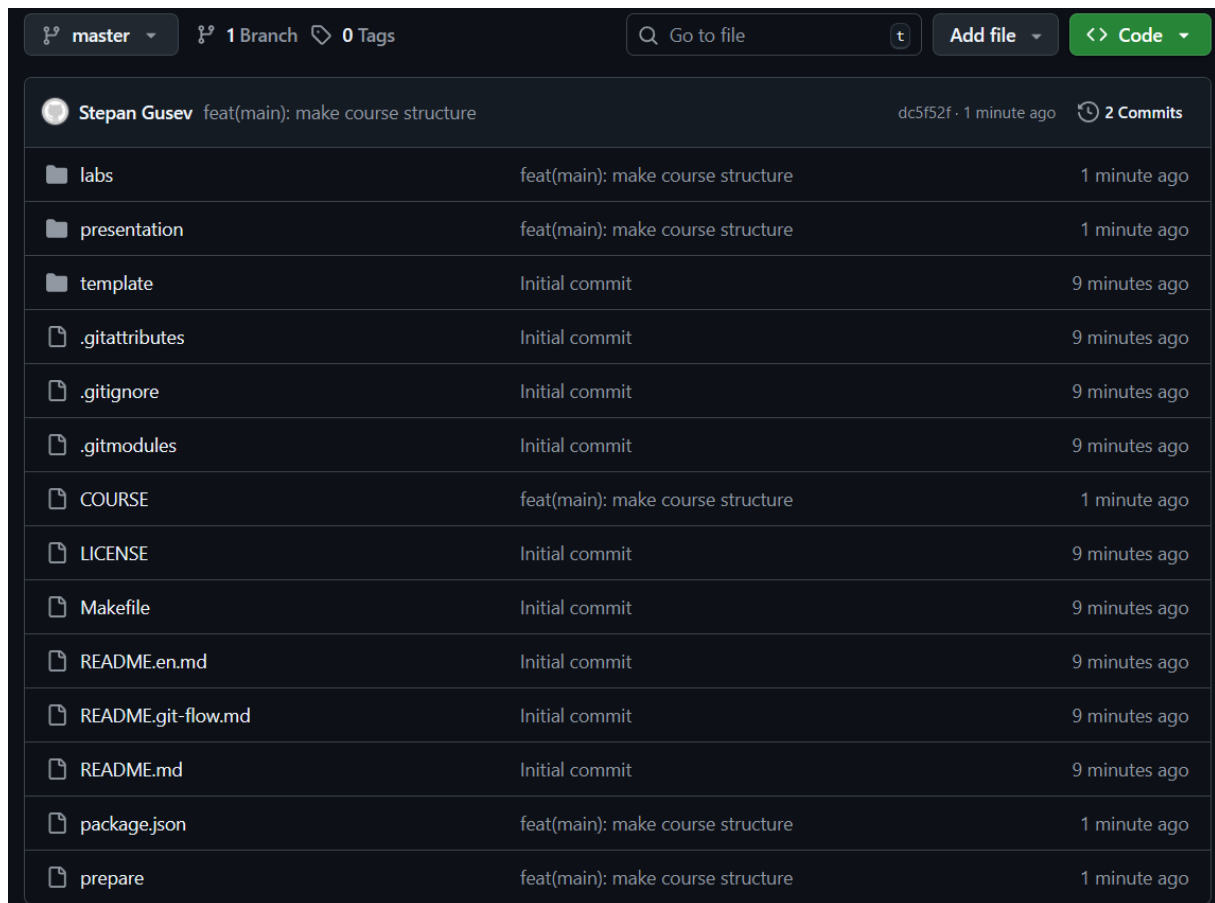 master 1 Branch 0 Tags Go to file t Add file <> Code
Stepan Gusev feat(main): make course structure dc5f52f · 1 minute ago 2 Commits
labs feat(main): make course structure 1 minute ago
presentation feat(main): make course structure 1 minute ago
template Initial commit 9 minutes ago
.gitattributes Initial commit 9 minutes ago
.gitignore Initial commit 9 minutes ago
.gitmodules Initial commit 9 minutes ago
COURSE feat(main): make course structure 1 minute ago
LICENSE Initial commit 9 minutes ago
Makefile Initial commit 9 minutes ago
README.en.md Initial commit 9 minutes ago
README.git-flow.md Initial commit 9 minutes ago
README.md Initial commit 9 minutes ago
package.json feat(main): make course structure 1 minute ago
prepare feat(main): make course structure 1 minute ago